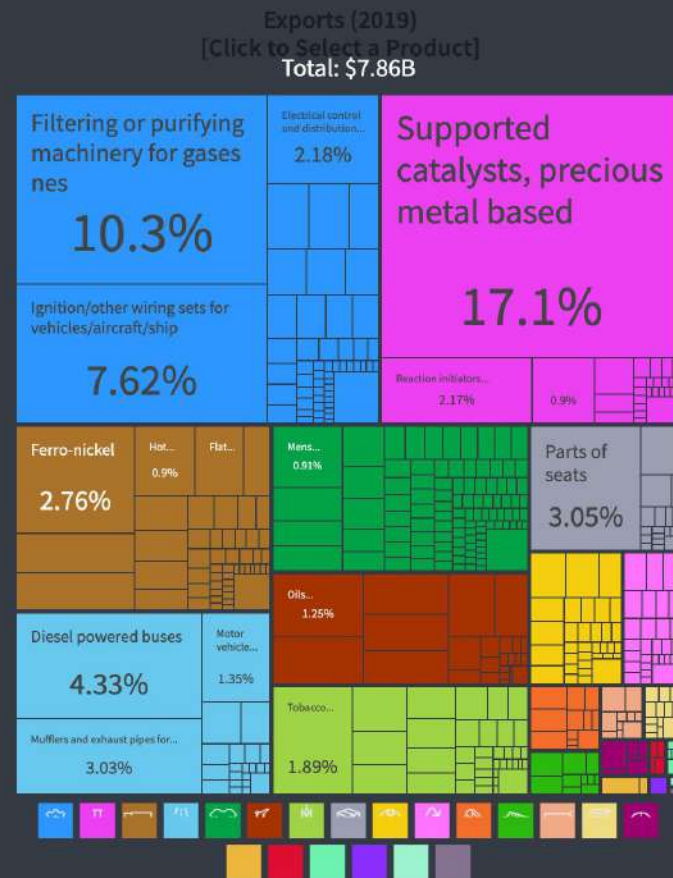 Exports (2019)
[Click to Select a Product]
Total: $7.86B
Filtering or purifying
machinery for gases
nes
10.3%
Electrical control
and distribution...
2.18%
Supported
catalysts, precious
metal based
17.1%
Ignition/other wiring sets for
vehicles/aircraft/ship
7.62%
Reaction initiators...
2.17%
0.9%
Ferro-nickel
2.76%
Hot...
0.9%
Flat...
Mens...
0.91%
Parts of
seats
3.05%
Oils...
1.25%
Diesel powered buses
4.33%
Motor
vehicle...
1.35%
Mufflers and exhaust pipes for...
3.03%
Tobacco...
1.89%